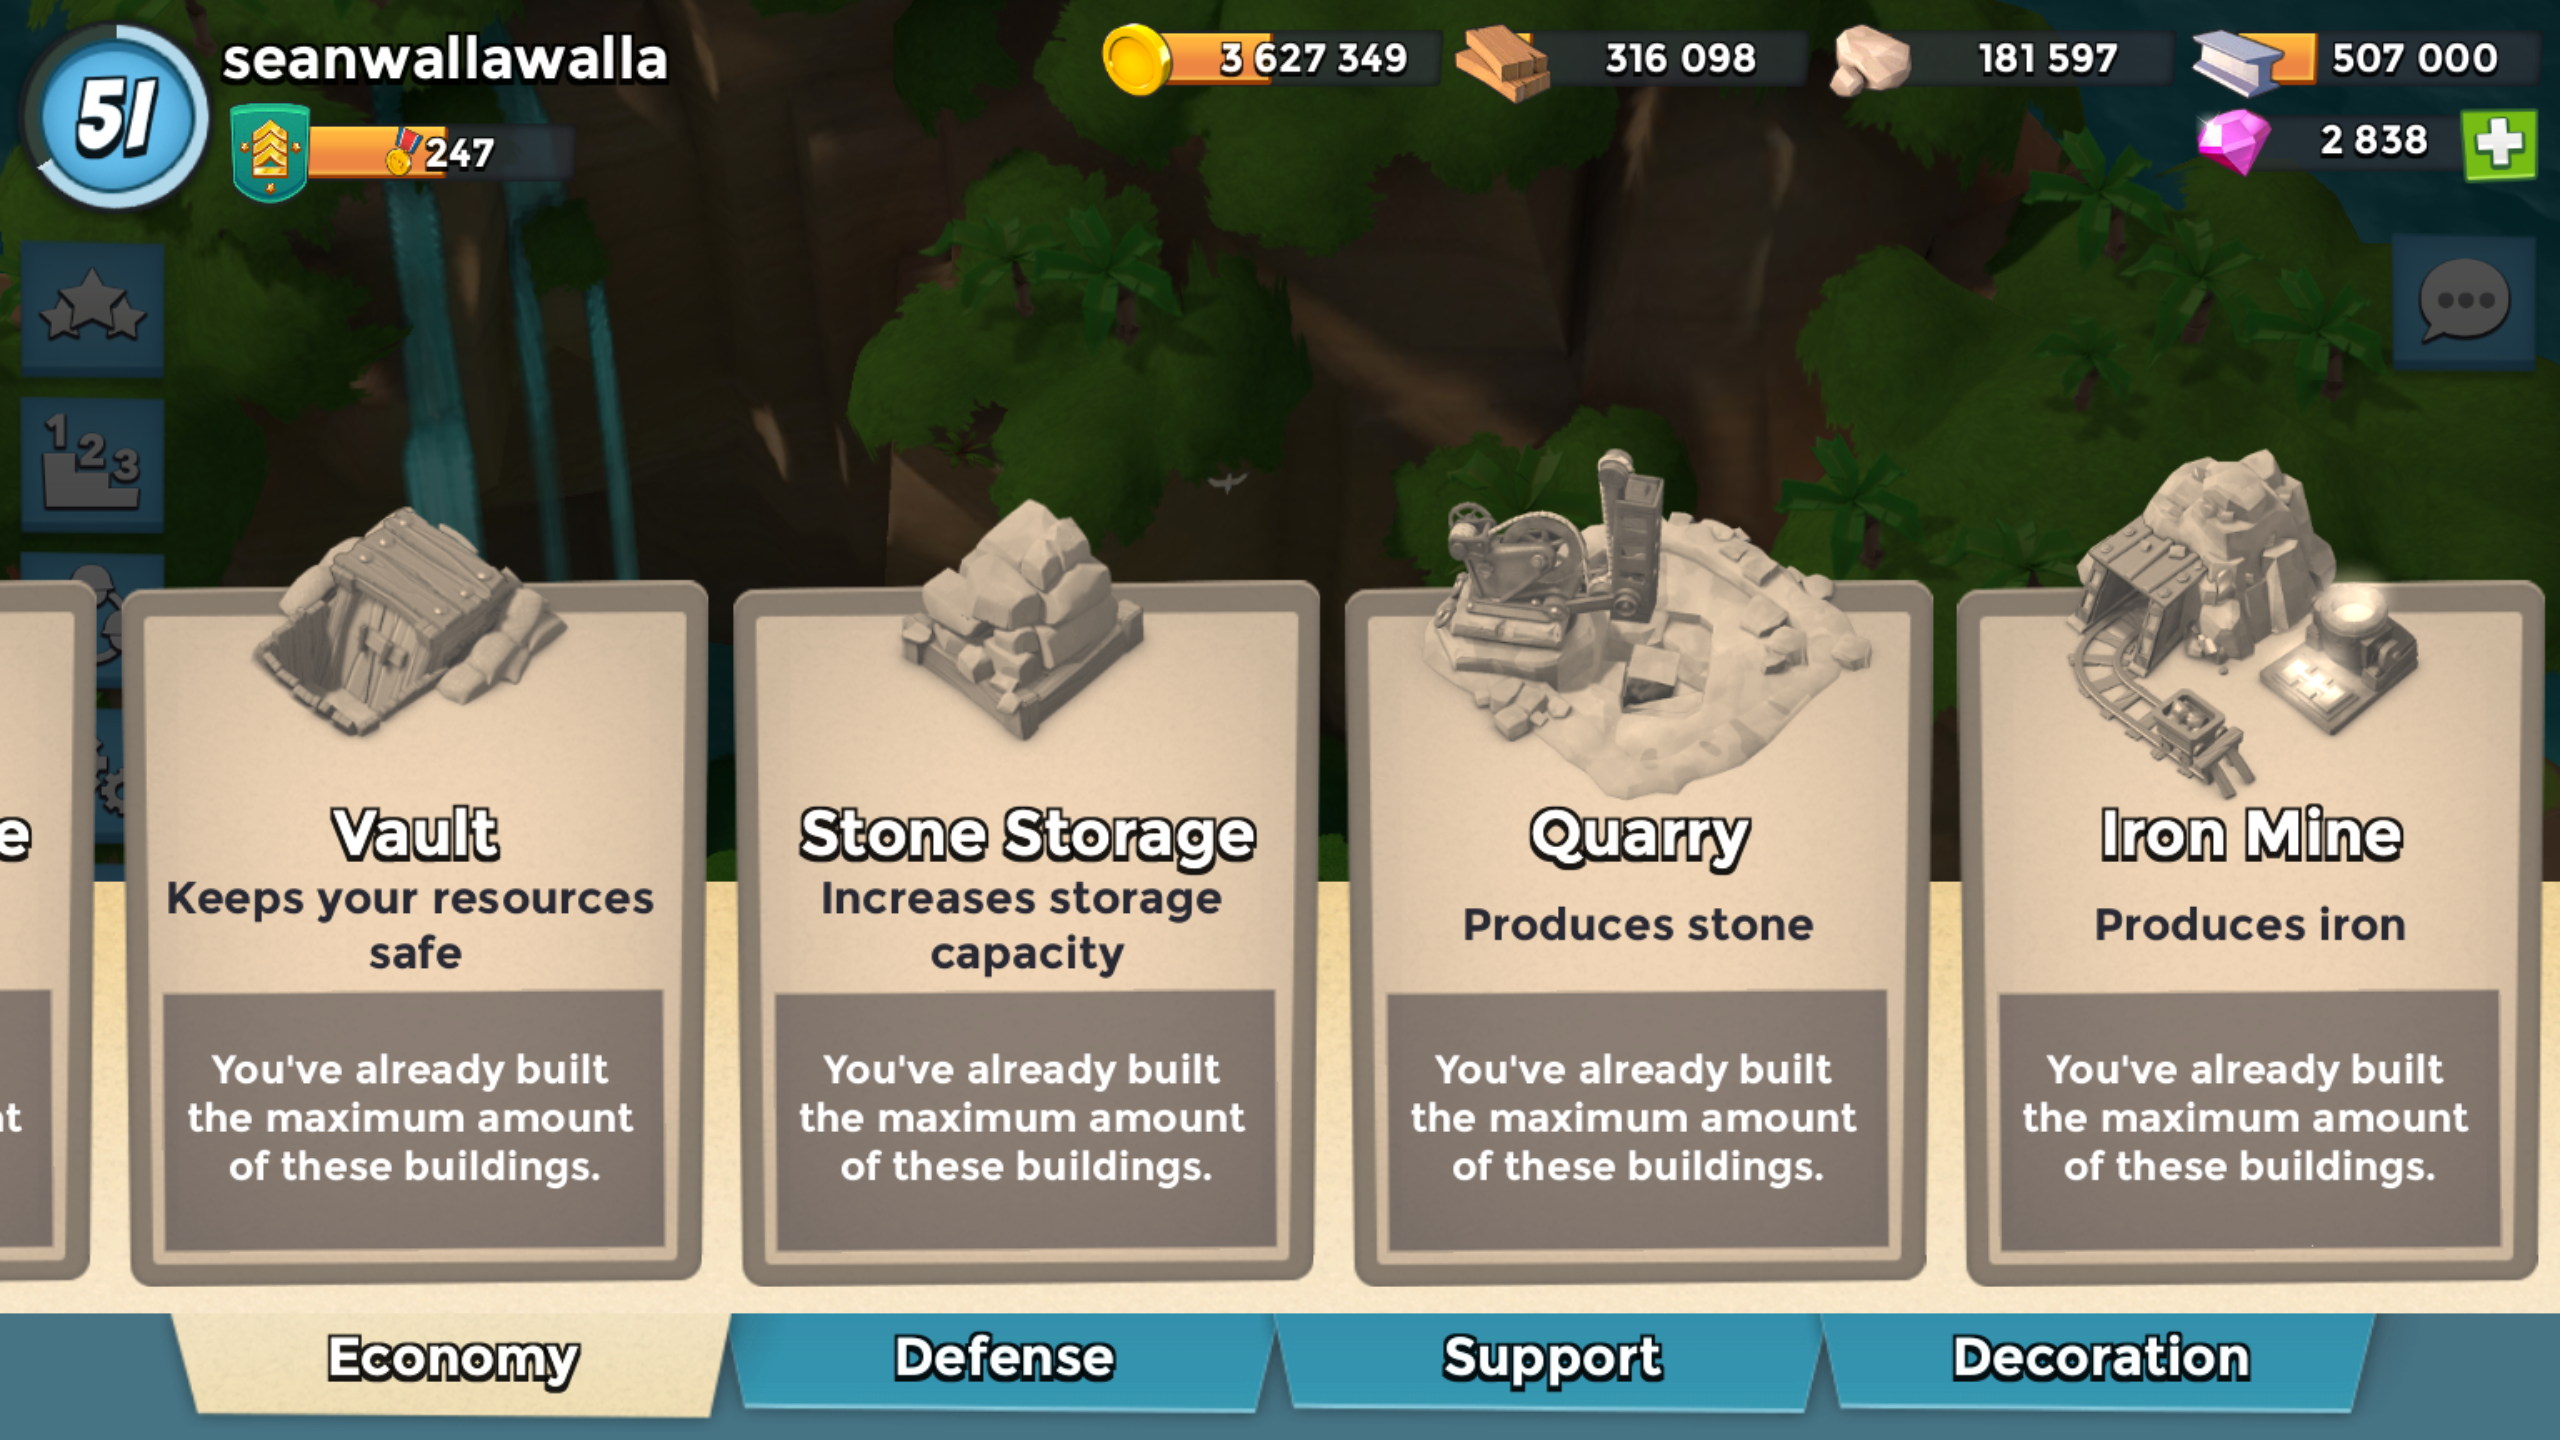 51
seanwallawalla
3 627 349
316 098
181 597
507 000
247
2 838
1 2 3
Vault
Keeps your resources
safe
You've already built
the maximum amount
of these buildings.
Stone Storage
Increases storage
capacity
You've already built
the maximum amount
of these buildings.
Quarry
Produces stone
You've already built
the maximum amount
of these buildings.
Iron Mine
Produces iron
You've already built
the maximum amount
of these buildings.
Economy
Defense
Support
Decoration